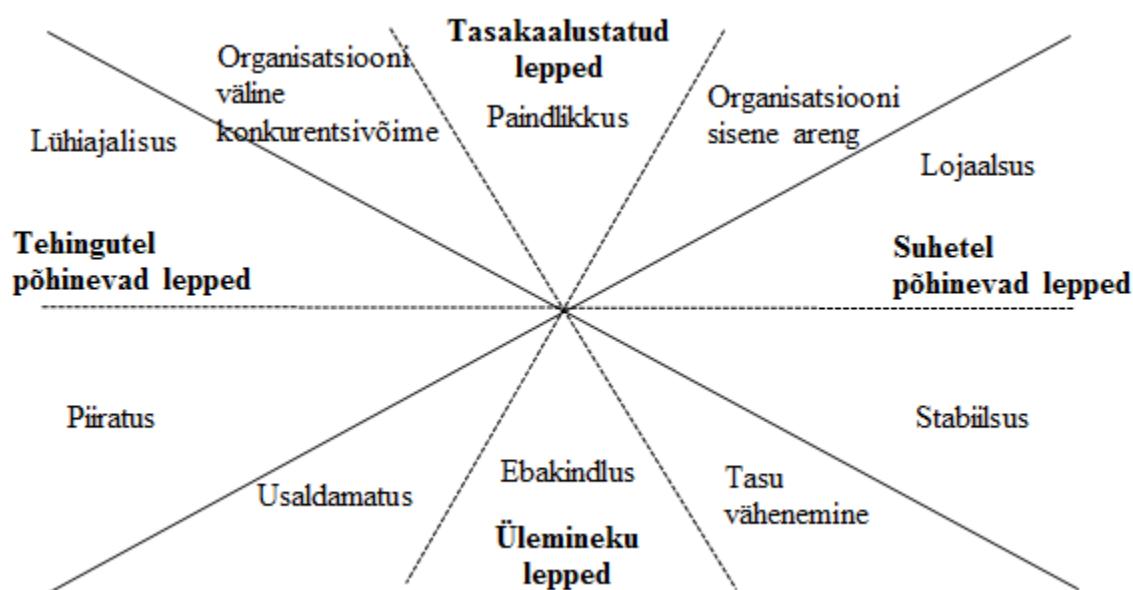 Tasakaalustatud
lepped
Paindlikkus
Organisatsiooni
väline
konkurentsivõime
Organisatsiooni
sisene areng
Lühiajalisus
Lojaalsus
Tehingutel
põhinevad lepped
Suhetel
põhinevad lepped
Piiratus
Stabiilsus
Usaldamatus
Ebakindlus
Tasu
vähenemine
Ülemineku
lepped